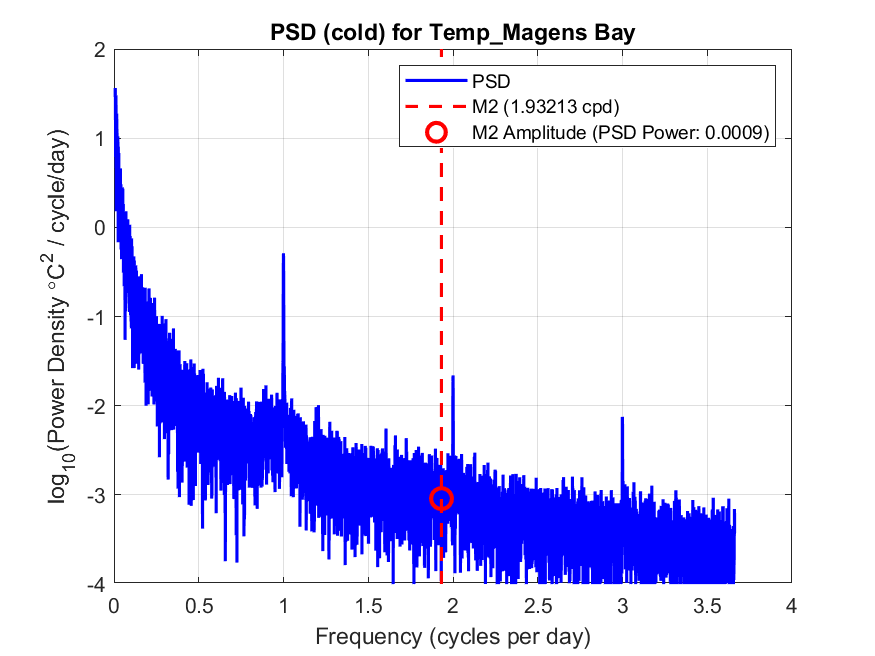 PSD (cold) for Temp_Magens Bay
PSD
M2 (1.93213 cpd)
M2 Amplitude (PSD Power: 0.0009)
log10(Power Density °C2 / cycle/day)
2
1
0
-1
-2
-3
-4
0 0.5 1 1.5 2 2.5 3 3.5 4
Frequency (cycles per day)